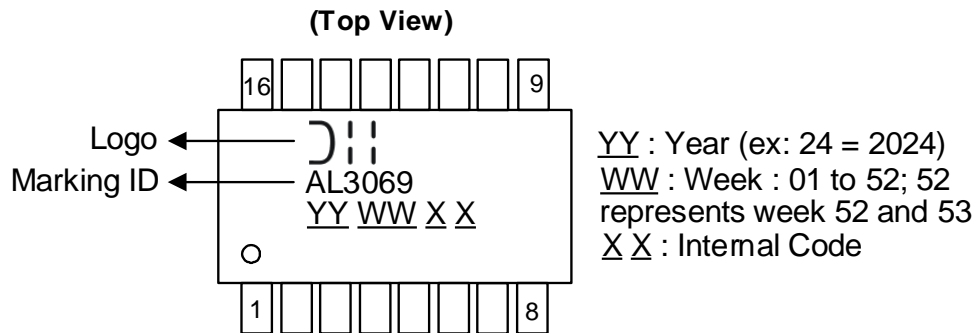 (Top View)
16 9
Logo
Marking ID
AL3069
YY WW X X
YY : Year (ex: 24 = 2024)
WW : Week : 01 to 52; 52
represents week 52 and 53
X X : Internal Code
1 8